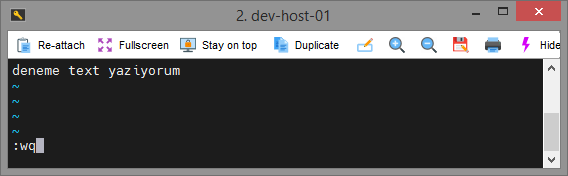 2. dev-host-01
Re-attach Fullscreen Stay on top Duplicate Hide
deneme text yaziyorum
~
~
~
~
:wq